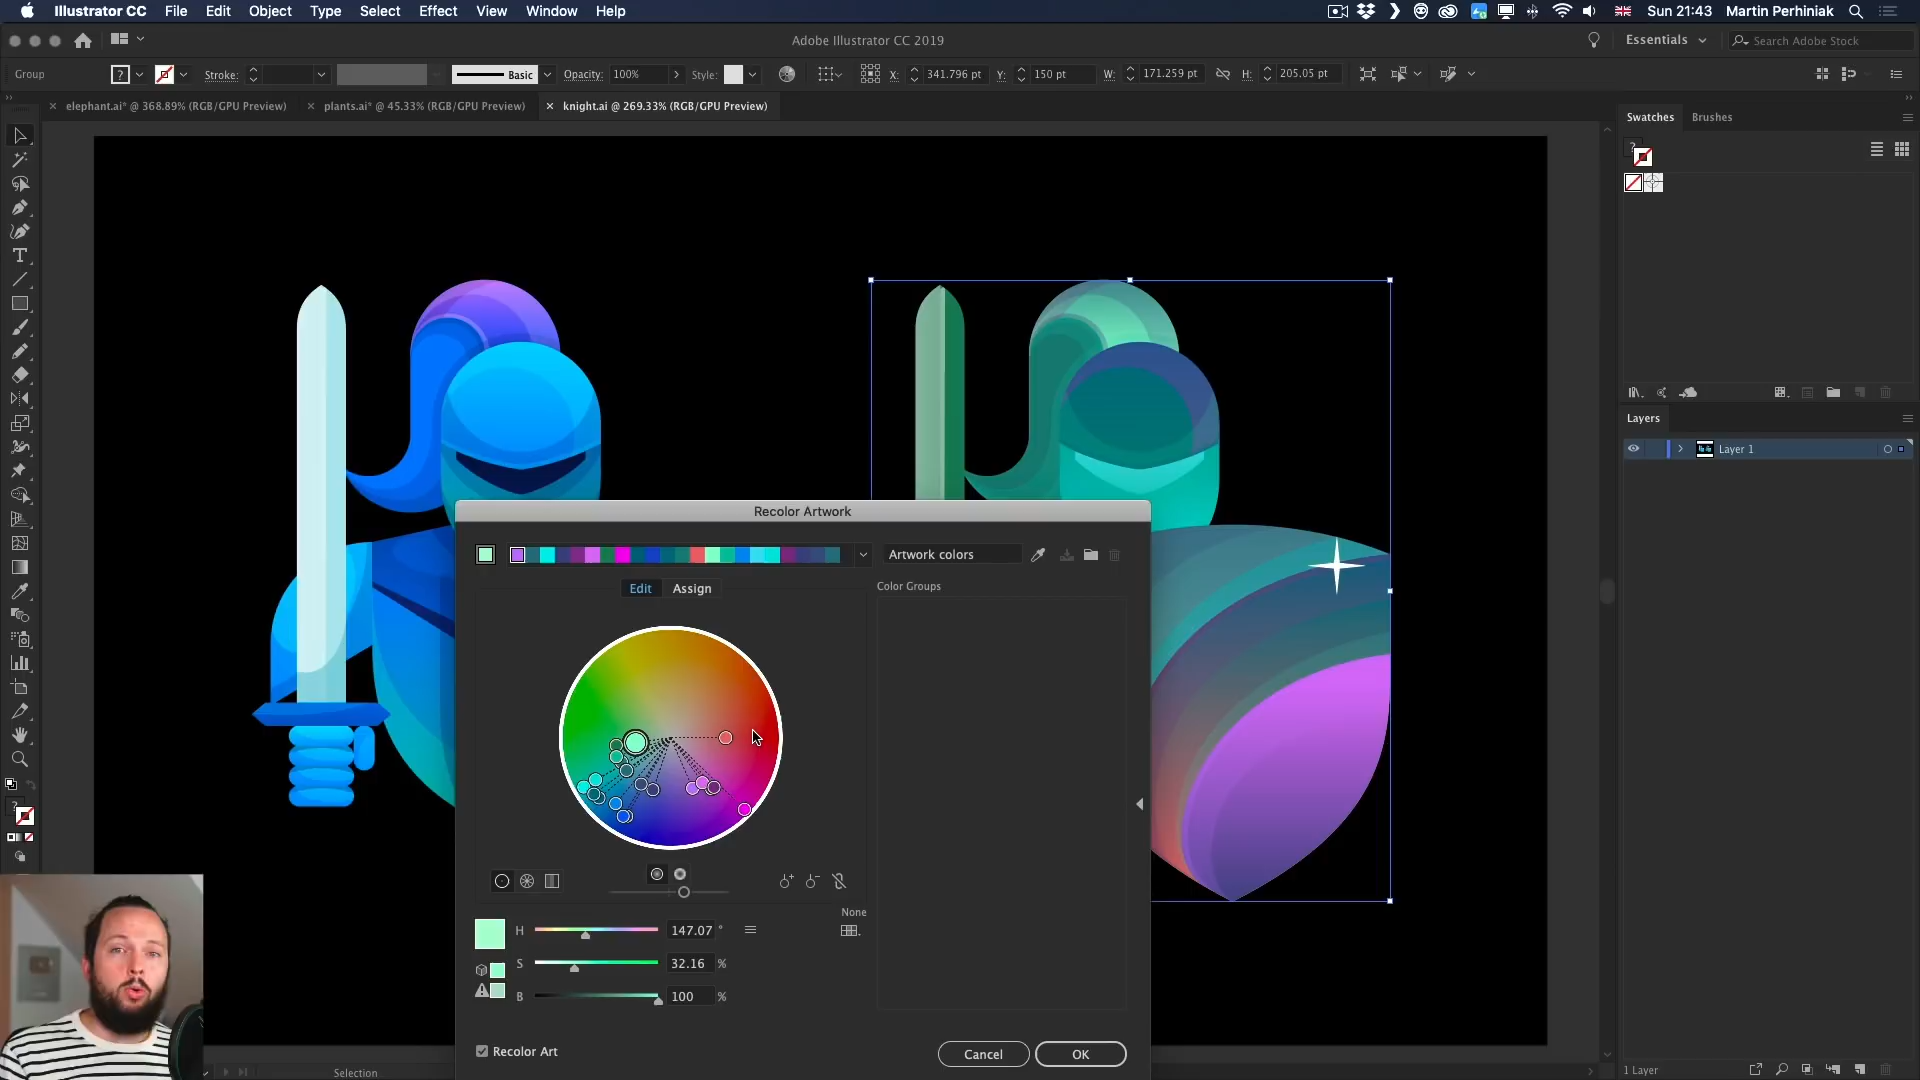 Illustrator CC File Edit Object Type Select Effect View Window Help
Sun 21:43 Martin Perhiniak
Adobe Illustrator CC 2019
Essentials
Search Adobe Stock
Group
?
Stroke:
Basic
Opacity: 100%
Style:
X: 341.796 pt
Y: 150 pt
W: 171.259 pt
H: 205.05 pt
elephant.ai* @ 368.89% (RGB/GPU Preview)
plants.ai* @ 45.33% (RGB/GPU Preview)
knight.ai @ 269.33% (RGB/GPU Preview)
Swatches Brushes
?
Layers
Layer 1
Recolor Artwork
Artwork colors
Edit Assign
Color Groups
None
H 147.07 °
S 32.16 %
B 100 %
Recolor Art
Cancel OK
?
Selection
1 Layer